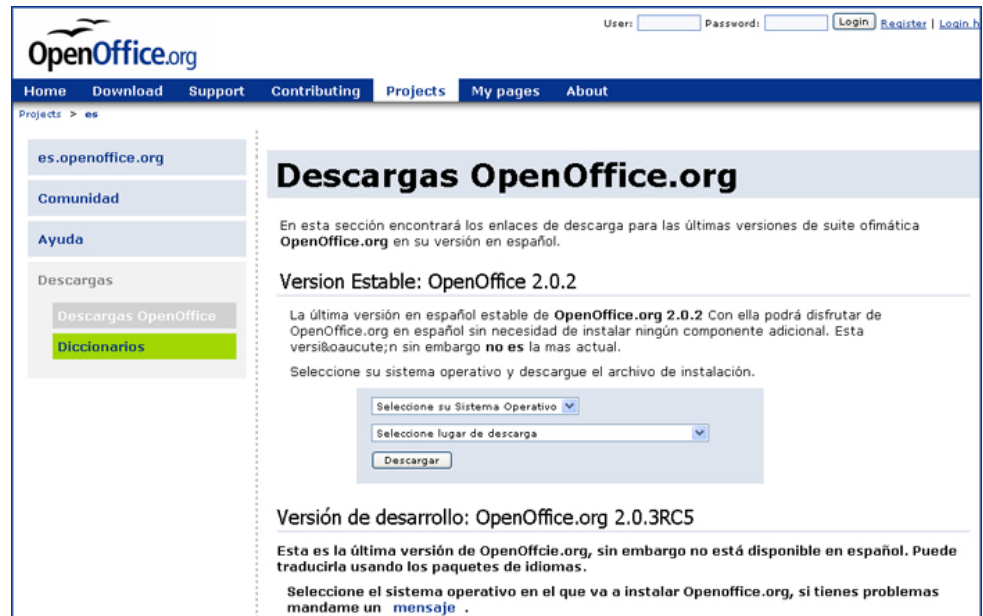 User: Password: Login Register | Login h
OpenOffice.org
Home Download Support Contributing Projects My pages About
Projects > es
es.openoffice.org
Comunidad
Ayuda
Descargas
Descargas OpenOffice
Diccionarios
Descargas OpenOffice.org
En esta sección encontrará los enlaces de descarga para las últimas versiones de suite ofimática
OpenOffice.org en su versión en español.
Version Estable: OpenOffice 2.0.2
La última versión en español estable de OpenOffice.org 2.0.2 Con ella podrá disfrutar de
OpenOffice.org en español sin necesidad de instalar ningún componente adicional. Esta
versi&oaucute;n sin embargo no es la mas actual.
Seleccione su sistema operativo y descargue el archivo de instalación.
Seleccione su Sistema Operativo
Seleccione lugar de descarga
Descargar
Versión de desarrollo: OpenOffice.org 2.0.3RC5
Esta es la última versión de OpenOffcie.org, sin embargo no está disponible en español. Puede
traducirla usando los paquetes de idiomas.
Seleccione el sistema operativo en el que va a instalar Openoffice.org, si tienes problemas
mandame un mensaje .